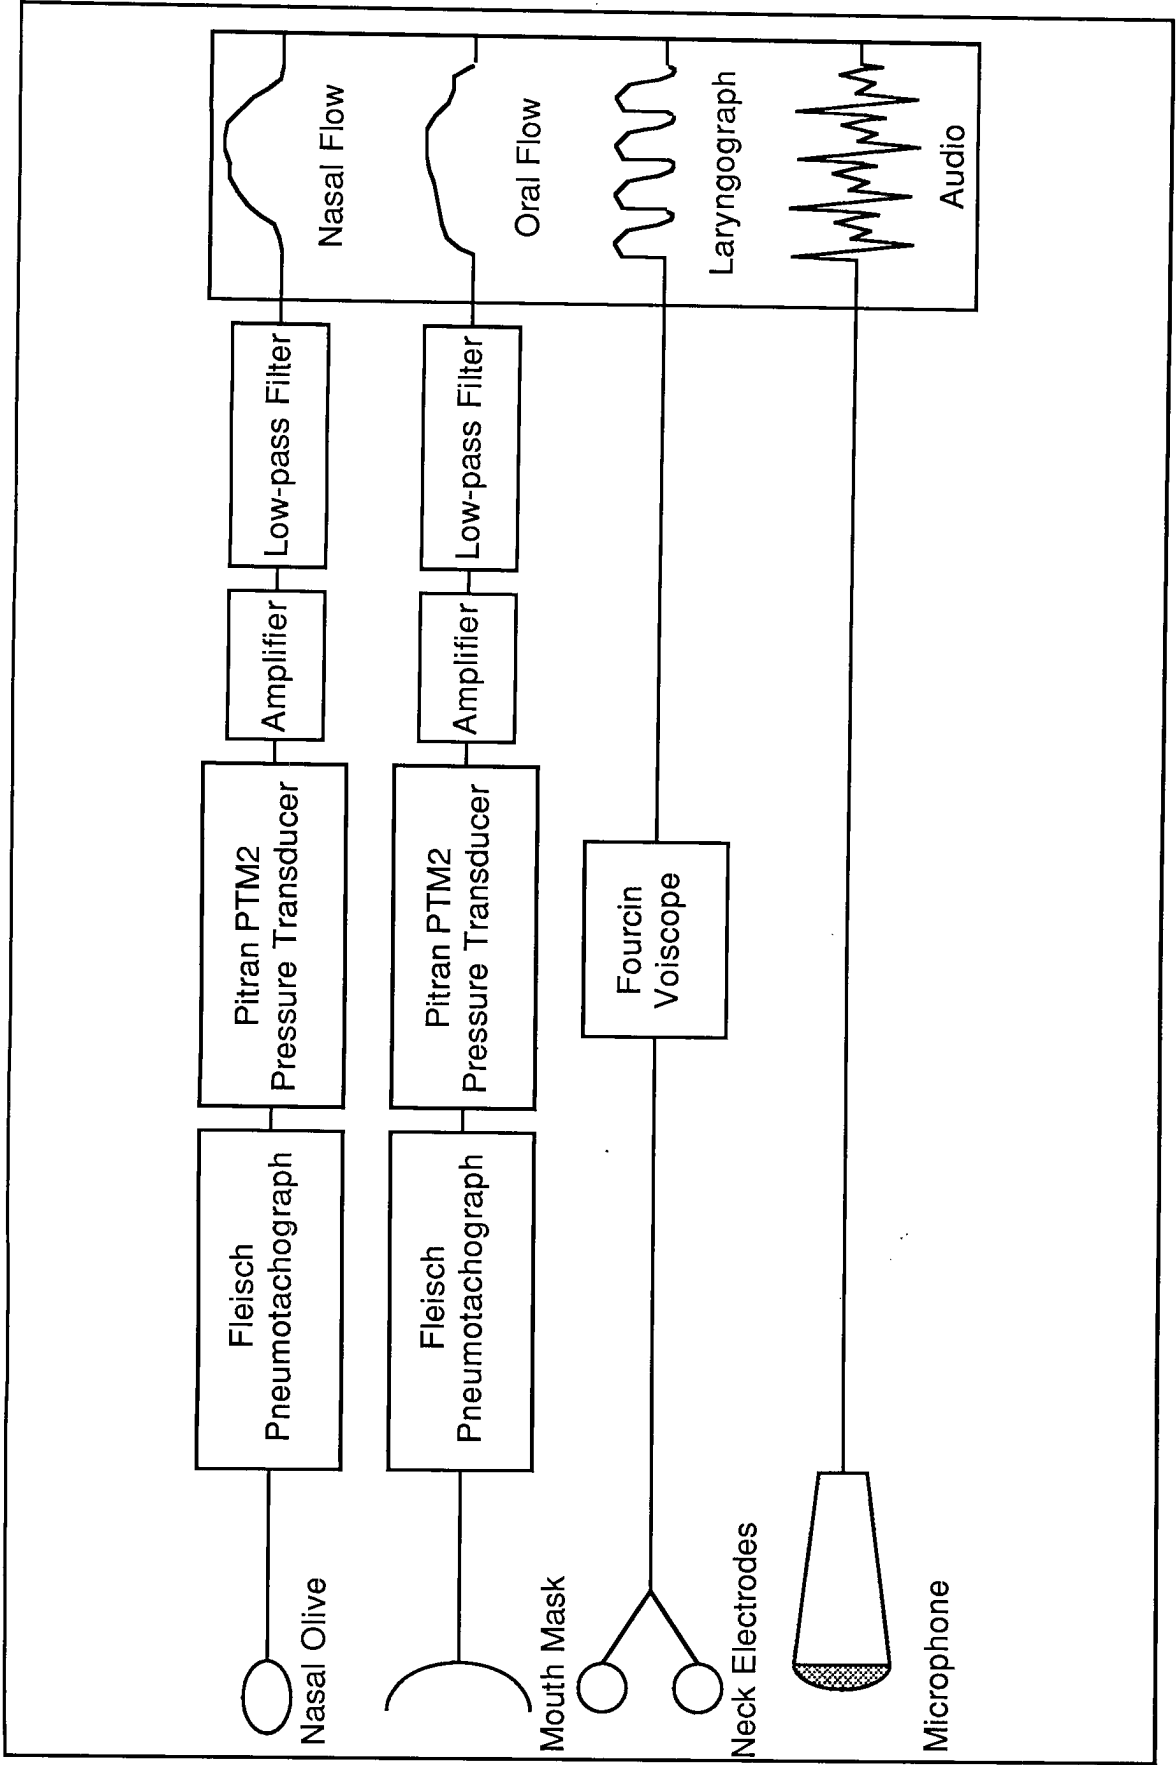 Nasal Olive
Fleisch
Pneumotachograph
Pitran PTM2
Pressure Transducer
Amplifier
Low-pass Filter
Nasal Flow
Mouth Mask
Fleisch
Pneumotachograph
Pitran PTM2
Pressure Transducer
Amplifier
Low-pass Filter
Oral Flow
Neck Electrodes
Fourcin
Voiscope
Laryngograph
Microphone
Audio